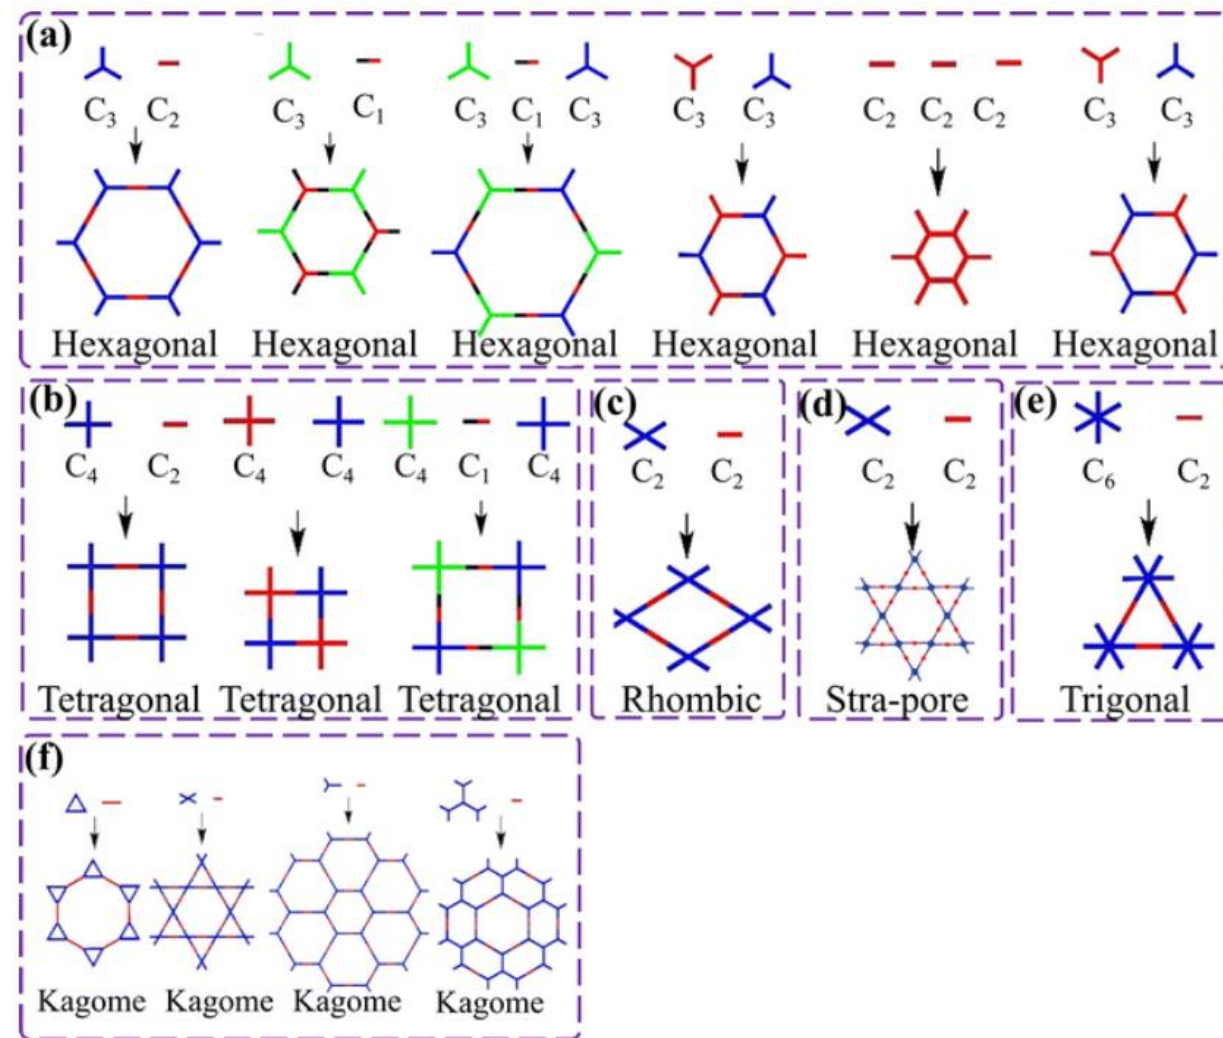 (a)
C3 C2 C3 C1 C3 C1 C3 C3 C3 C2 C2 C2 C3 C3
Hexagonal Hexagonal Hexagonal Hexagonal Hexagonal Hexagonal
(b)
C4 C2 C4 C4 C4 C1 C4
Tetragonal Tetragonal Tetragonal
(c)
C2 C2
Rhombic
(d)
C2 C2
Stra-pore
(e)
C6 C2
Trigonal
(f)
Kagome Kagome Kagome Kagome